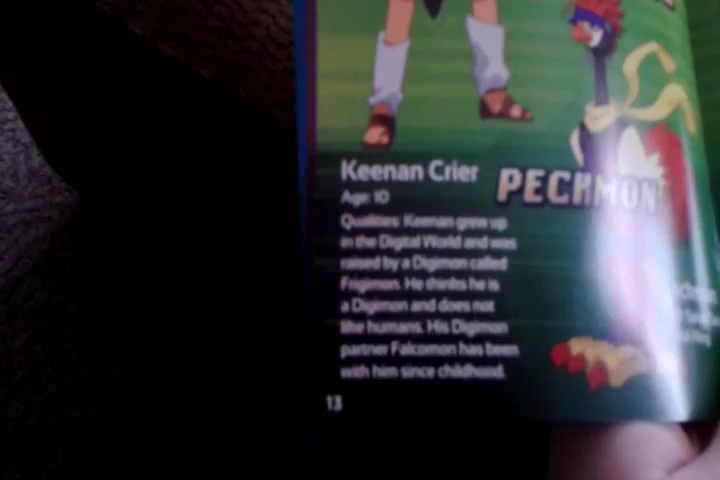 Keenan Crier
Age: 10
Qualities: Keenan grew up
in the Digital World and was
raised by a Digimon called
Frigimon. He thinks he is
a Digimon and does not
like humans. His Digimon
partner Falcomon has been
with him since childhood.
PECKMON
13